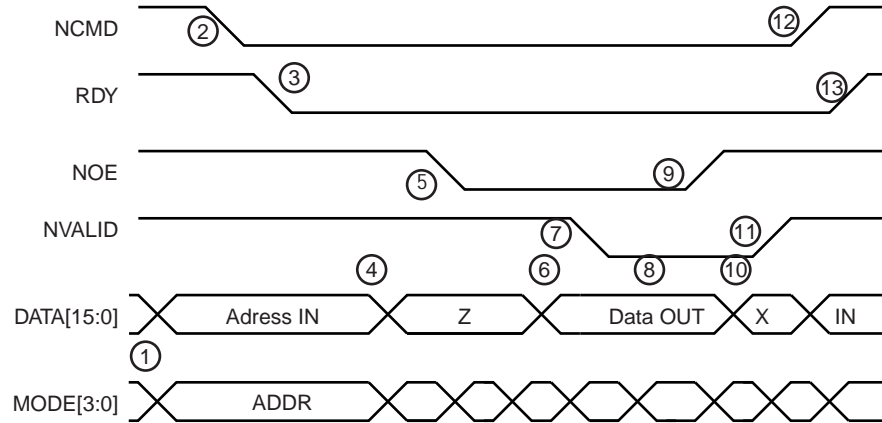 NCMD
2
12
RDY
3
13
NOE
5
9
NVALID
7
11
4
6
8
10
DATA[15:0]
Adress IN
Z
Data OUT
X
IN
1
MODE[3:0]
ADDR